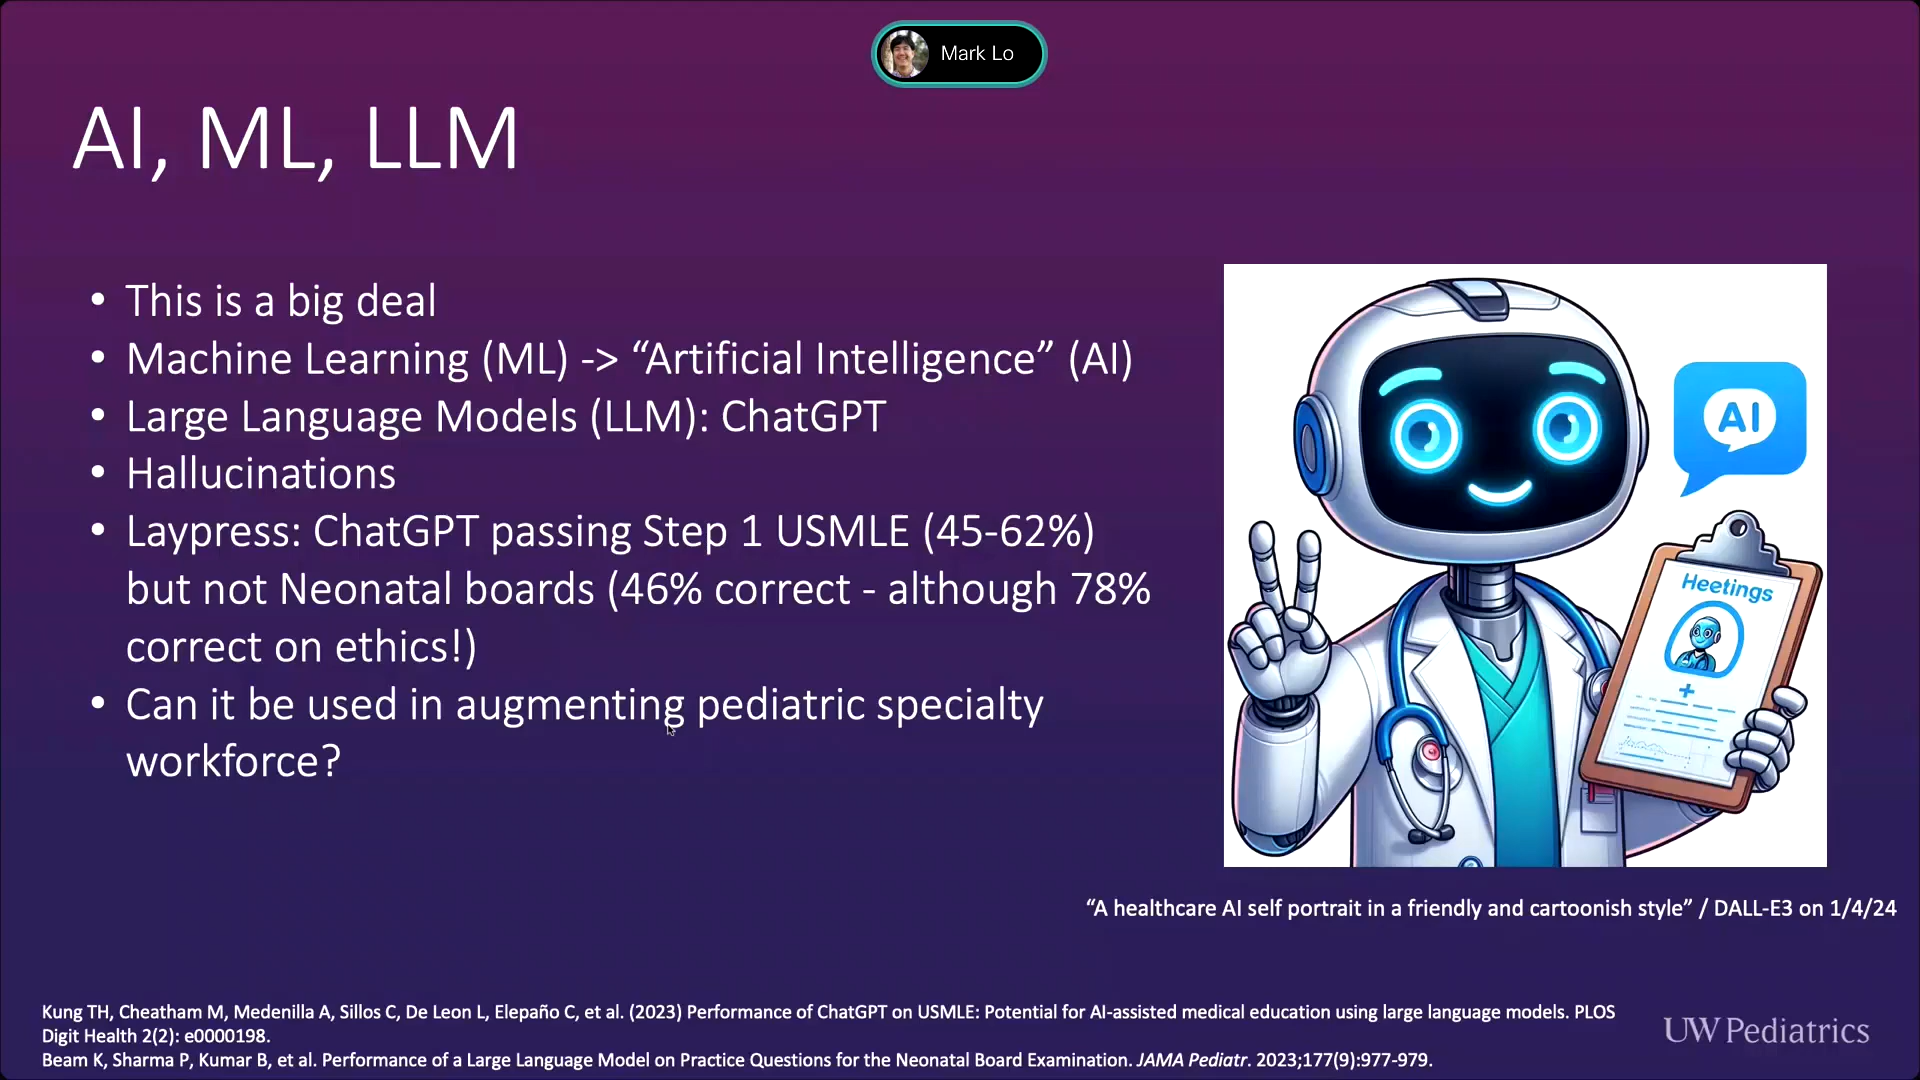 Mark Lo
AI, ML, LLM
• This is a big deal
• Machine Learning (ML) -> “Artificial Intelligence” (AI)
• Large Language Models (LLM): ChatGPT
• Hallucinations
• Laypress: ChatGPT passing Step 1 USMLE (45-62%)
but not Neonatal boards (46% correct - although 78%
correct on ethics!)
• Can it be used in augmenting pediatric specialty
workforce?
AI
Heetings
“A healthcare AI self portrait in a friendly and cartoonish style” / DALL-E3 on 1/4/24
Kung TH, Cheatham M, Medenilla A, Sillos C, De Leon L, Elepaño C, et al. (2023) Performance of ChatGPT on USMLE: Potential for AI-assisted medical education using large language models. PLOS
Digit Health 2(2): e0000198.
Beam K, Sharma P, Kumar B, et al. Performance of a Large Language Model on Practice Questions for the Neonatal Board Examination. JAMA Pediatr. 2023;177(9):977-979.
UW Pediatrics